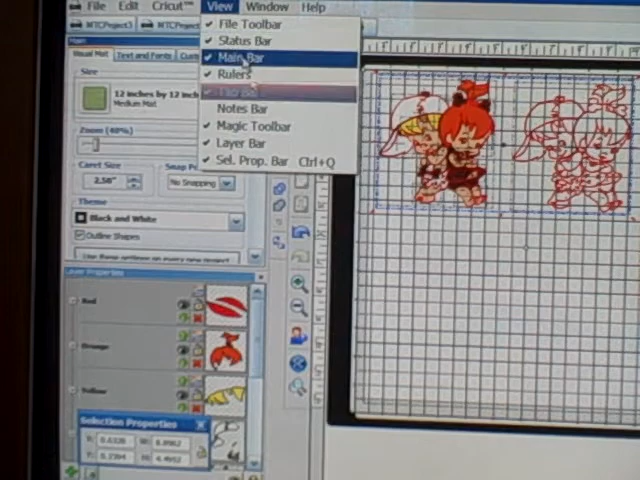 File Edit Cricut™ View Window Help
MTCProject3 MTCProject
Main
Visual Mat Text and Fonts
Size
12 inches by 12 inch
Medium Mat
Zoom (48%)
Caret Size
2.50"
No Snapping
Theme
Black and White
Outline Shapes
File Toolbar
Status Bar
Main Bar
Rulers
Notes Bar
Magic Toolbar
Layer Bar
Sel. Prop. Bar Ctrl+Q
Layer Properties
Red
Orange
Yellow
Selection Properties